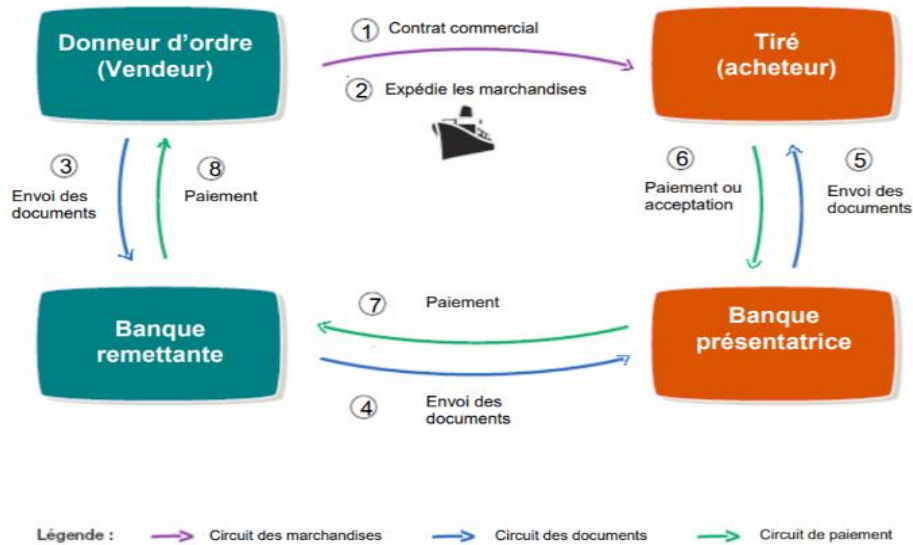 Donneur d'ordre
(Vendeur)
① Contrat commercial
② Expédie les marchandises
Tiré
(acheteur)
③
Envoi des
documents
⑧
Paiement
⑥
Paiement ou
acceptation
⑤
Envoi des
documents
Banque
remettante
⑦ Paiement
④ Envoi des
documents
Banque
présentatrice
Légende : Circuit des marchandises Circuit des documents Circuit de paiement